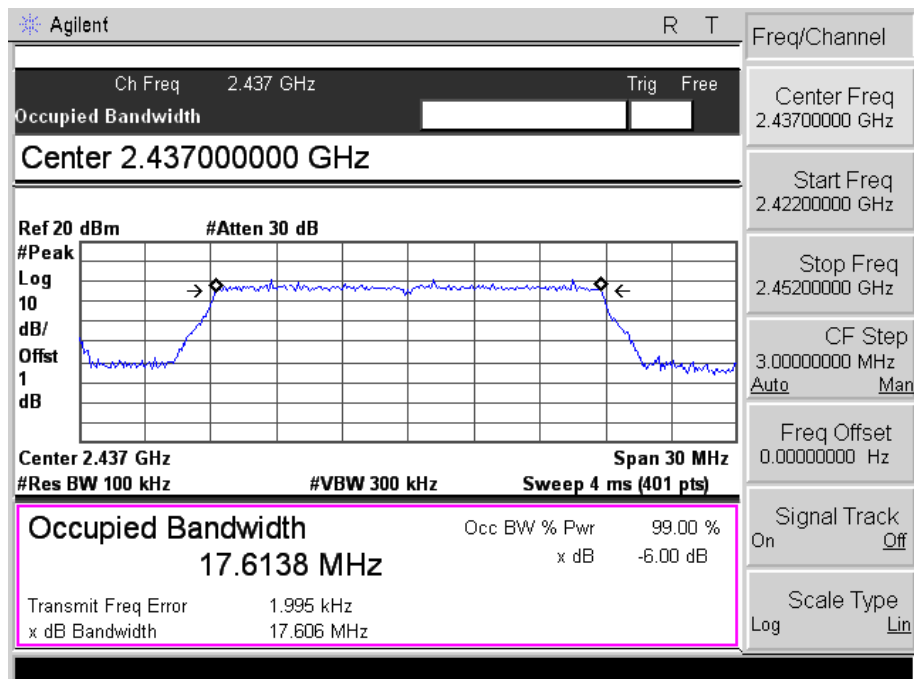 Agilent R T
Ch Freq 2.437 GHz Trig Free
Occupied Bandwidth
Center 2.437000000 GHz
Ref 20 dBm #Atten 30 dB
#Peak
Log
10
dB/
Offst
1
dB
Center 2.437 GHz Span 30 MHz
#Res BW 100 kHz #VBW 300 kHz Sweep 4 ms (401 pts)
Occupied Bandwidth Occ BW % Pwr 99.00 %
17.6138 MHz x dB -6.00 dB
Transmit Freq Error 1.995 kHz
x dB Bandwidth 17.606 MHz
Freq/Channel
Center Freq
2.43700000 GHz
Start Freq
2.42200000 GHz
Stop Freq
2.45200000 GHz
CF Step
3.00000000 MHz
Auto Man
Freq Offset
0.00000000 Hz
Signal Track
On Off
Scale Type
Log Lin